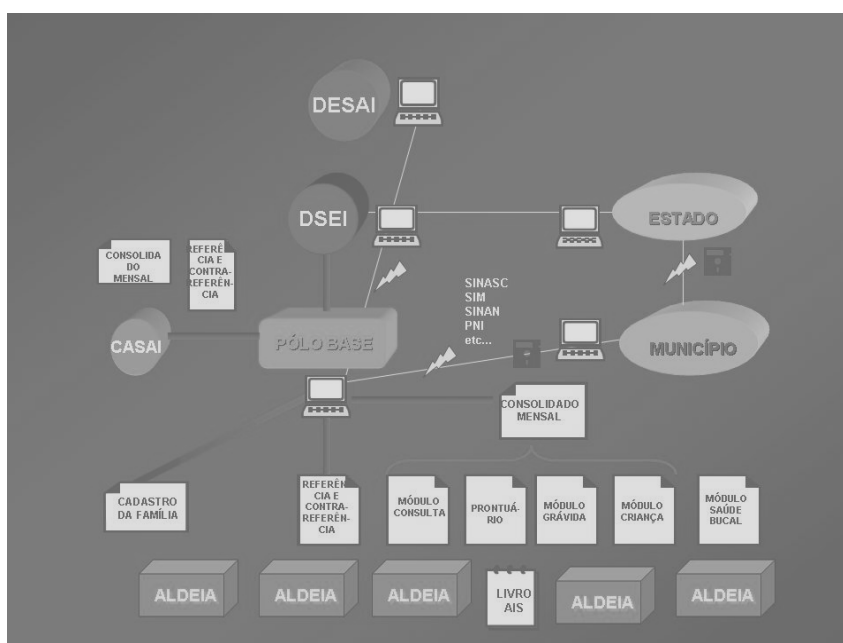 DESAI
DSEI
ESTADO
CONSOLIDA
DO
MENSAL
REFERÊN-
CIA E
CONTRA-
REFERÊN-
CIA
SINASC
SIM
SINAN
PNI
etc...
CASAI
PÓLO BASE
MUNICÍPIO
CONSOLIDADO
MENSAL
CADASTRO
DA FAMÍLIA
REFERÊN-
CIA E
CONTRA-
REFERÊN-
CIA
MÓDULO
CONSULTA
PRONTUÁ-
RIO
MÓDULO
GRÁVIDA
MÓDULO
CRIANÇA
MÓDULO
SAÚDE
BUCAL
ALDEIA
ALDEIA
ALDEIA
LIVRO
AIS
ALDEIA
ALDEIA